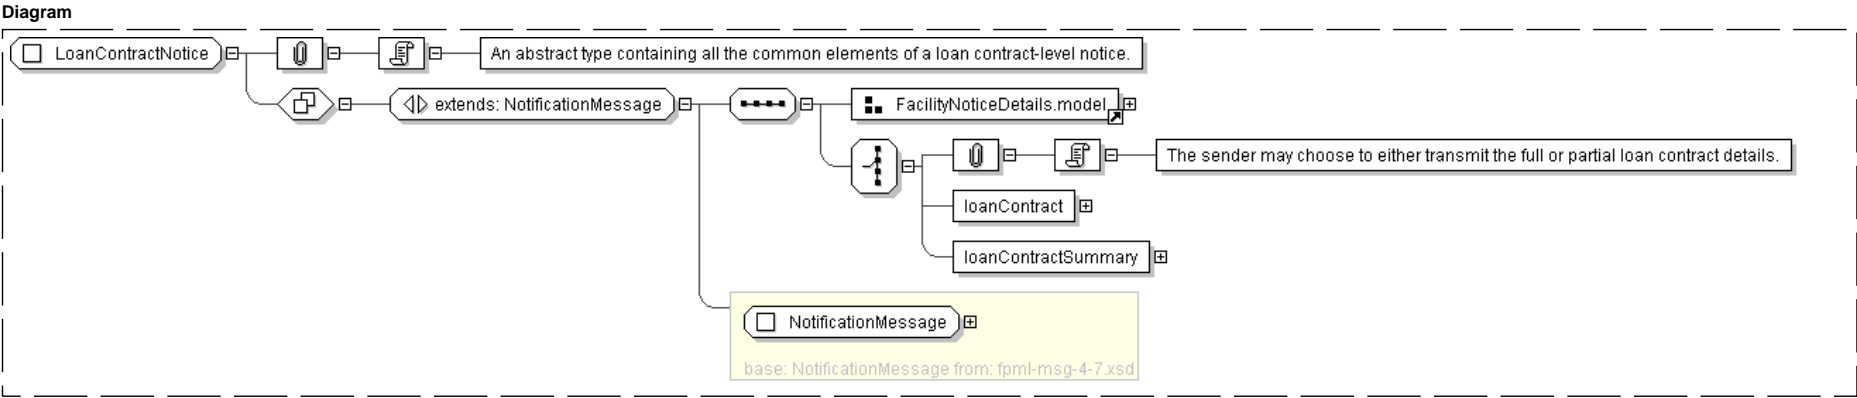 Diagram
LoanContractNotice
An abstract type containing all the common elements of a loan contract-level notice.
extends: NotificationMessage
FacilityNoticeDetails.model
The sender may choose to either transmit the full or partial loan contract details.
loanContract
loanContractSummary
NotificationMessage
base: NotificationMessage from: fpml-msg-4-7.xsd